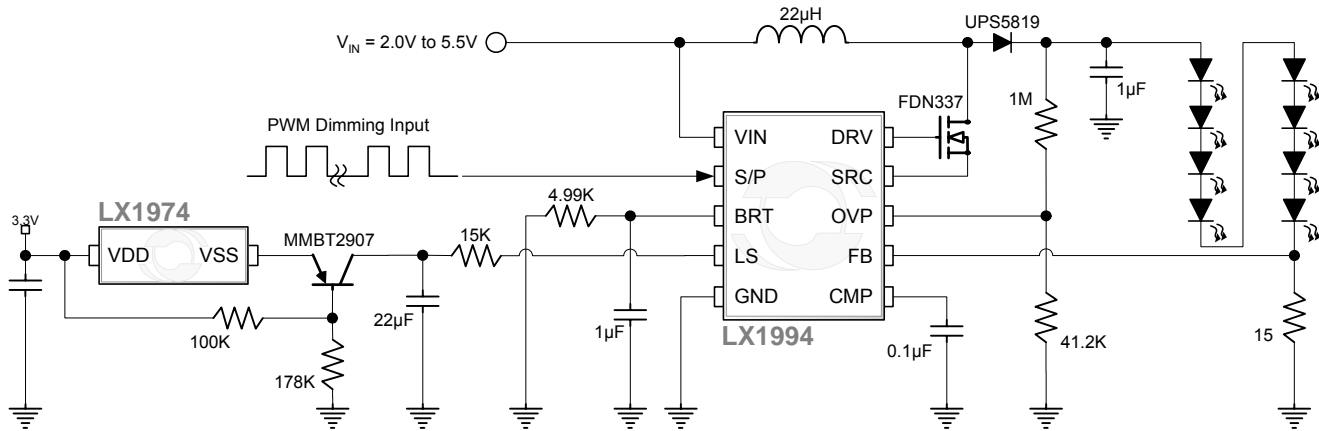 22µH
UPS5819
V_IN = 2.0V to 5.5V
1µF
FDN337
1M
PWM Dimming Input
VIN
DRV
S/P
SRC
4.99K
LX1974
3.3V
BRT
OVP
MMBT2907
15K
VDD
VSS
LS
FB
GND
CMP
22µF
1µF
100K
LX1994
0.1µF
41.2K
15
178K